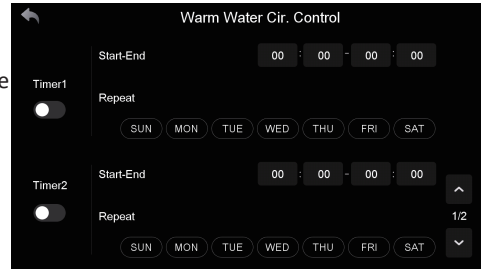 Warm Water Cir. Control
Start-End 00 : 00 - 00 : 00
e
Timer1
Repeat
SUN MON TUE WED THU FRI SAT
Start-End 00 : 00 - 00 : 00
Timer2
Repeat
1/2
SUN MON TUE WED THU FRI SAT